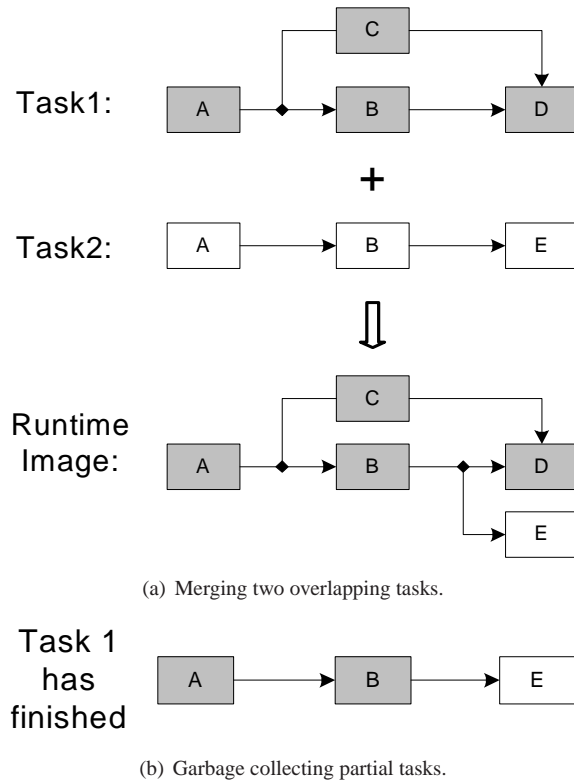 C
Task1:
A
B
D
+
Task2:
A
B
E
C
Runtime
Image:
A
B
D
E
(a) Merging two overlapping tasks.
Task 1
has
finished
A
B
E
(b) Garbage collecting partial tasks.